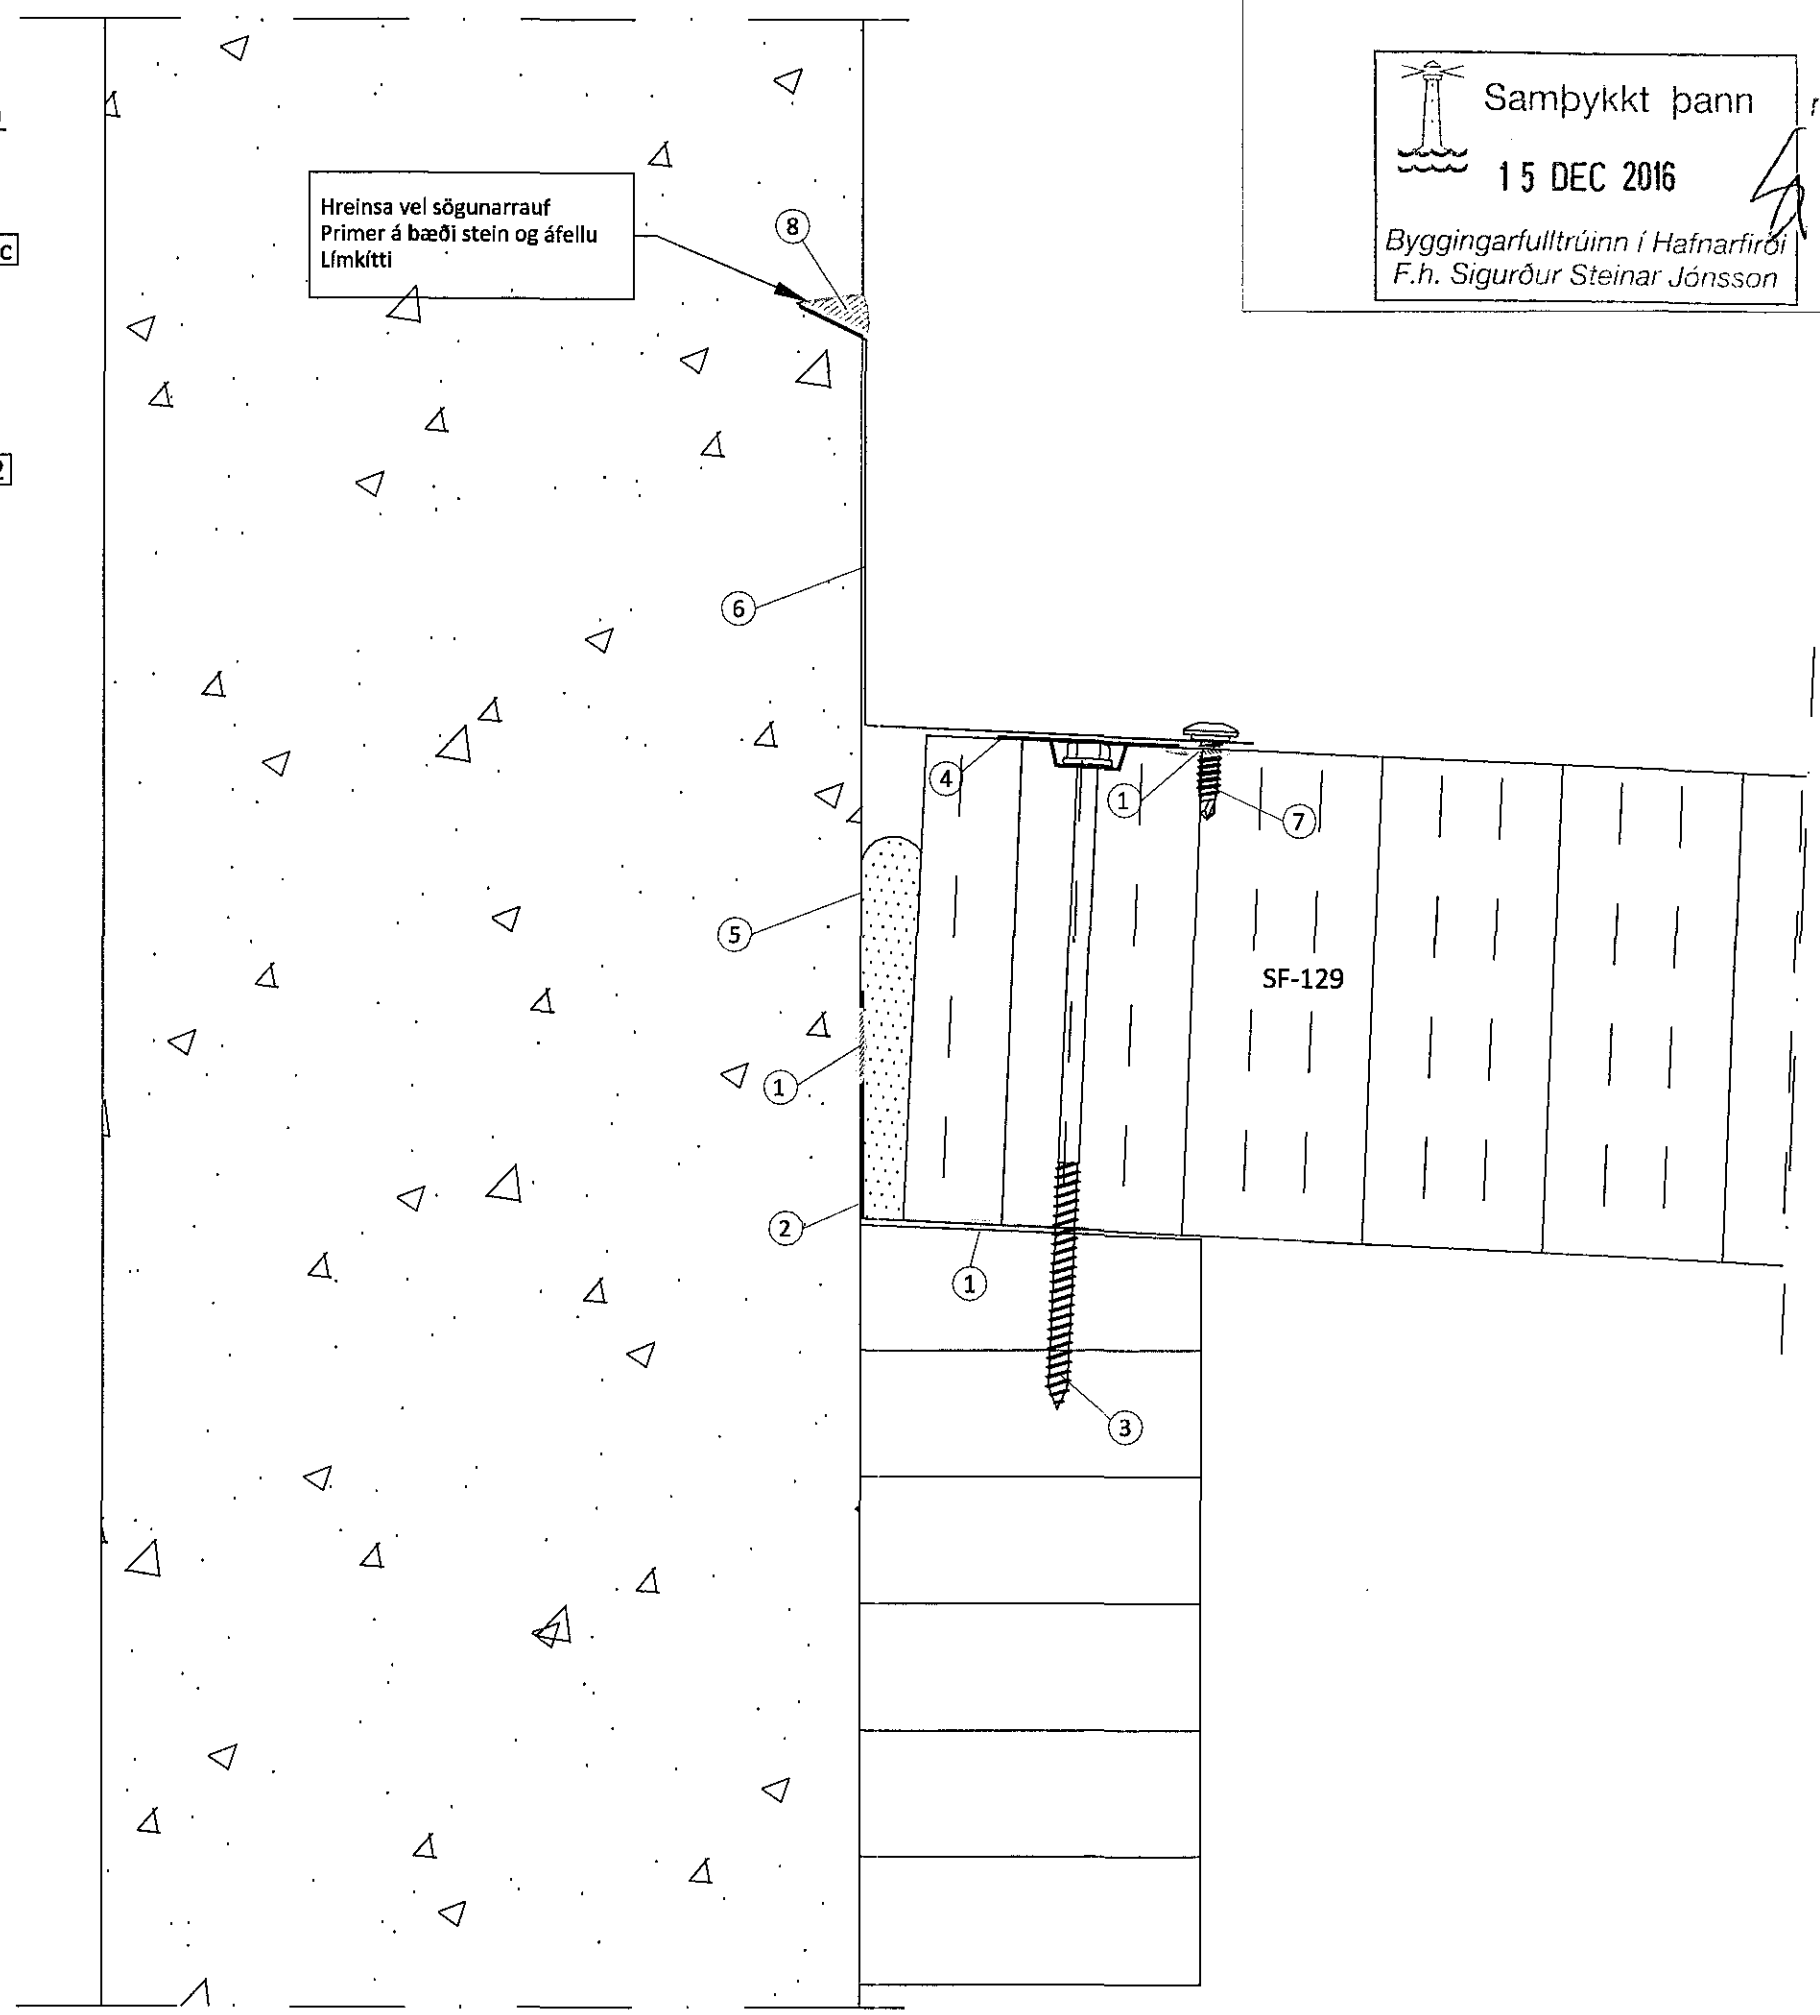 Samþykkt þann
15 DEC 2016
Byggingarfulltrúinn í Hafnarfirði
F.h. Sigurður Steinar Jónsson
Hreinsa vel sögunarrauf
Primer á bæði stein og áfellu
Límkítti
8
c
2
6
4
1
7
5
SF-129
1
2
1
3